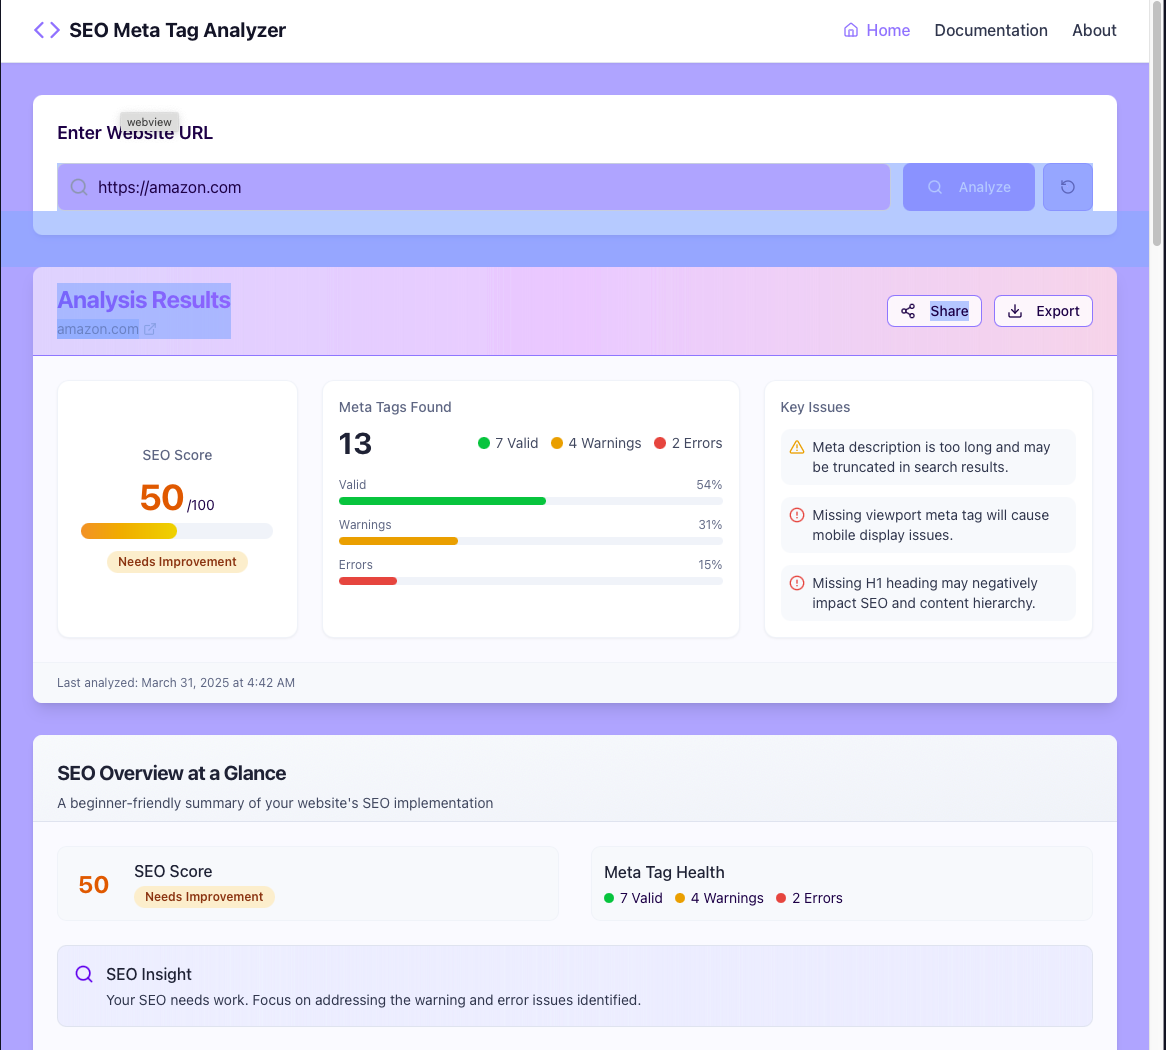 SEO Meta Tag Analyzer
Home
Documentation
About
webview
Enter Website URL
https://amazon.com
Analyze
Analysis Results
amazon.com
Share
Export
SEO Score
50 /100
Needs Improvement
Meta Tags Found
13
7 Valid
4 Warnings
2 Errors
Valid
54%
Warnings
31%
Errors
15%
Key Issues
Meta description is too long and may
be truncated in search results.
Missing viewport meta tag will cause
mobile display issues.
Missing H1 heading may negatively
impact SEO and content hierarchy.
Last analyzed: March 31, 2025 at 4:42 AM
SEO Overview at a Glance
A beginner-friendly summary of your website's SEO implementation
50
SEO Score
Needs Improvement
Meta Tag Health
7 Valid
4 Warnings
2 Errors
SEO Insight
Your SEO needs work. Focus on addressing the warning and error issues identified.